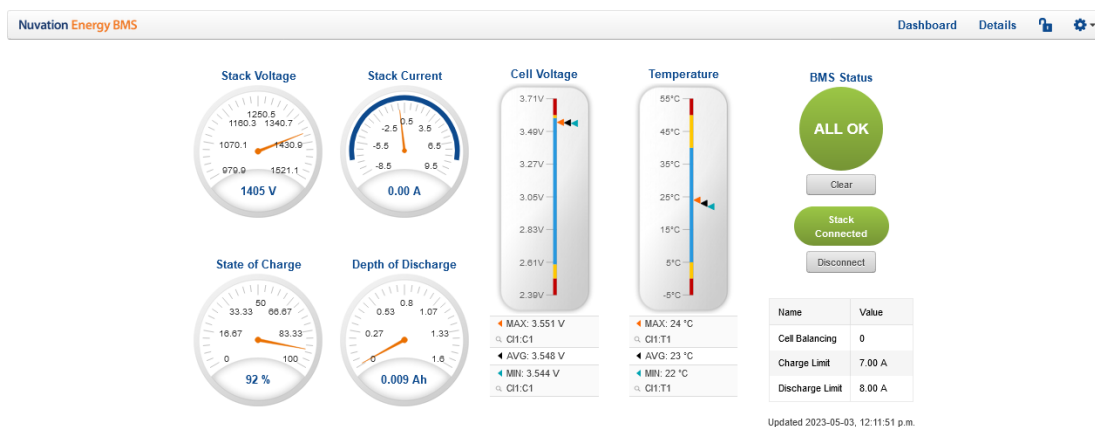 Nuvation Energy BMS
Dashboard Details
Stack Voltage
979.9
1070.1
1160.3
1250.5
1340.7
1430.9
1521.1
1405 V
Stack Current
-8.5
-5.5
-2.5
0.5
3.5
6.5
9.5
0.00 A
Cell Voltage
3.71V
3.49V
3.27V
3.05V
2.83V
2.61V
2.39V
MAX: 3.551 V
CI1:C1
AVG: 3.548 V
MIN: 3.544 V
CI1:C1
Temperature
55°C
45°C
35°C
25°C
15°C
5°C
-5°C
MAX: 24 °C
CI1:T1
AVG: 23 °C
MIN: 22 °C
CI1:T1
BMS Status
ALL OK
Clear
Stack
Connected
Disconnect
State of Charge
0
16.67
33.33
50
66.67
83.33
100
92 %
Depth of Discharge
0
0.27
0.53
0.8
1.07
1.33
1.6
0.009 Ah
Name Value
Cell Balancing 0
Charge Limit 7.00 A
Discharge Limit 8.00 A
Updated 2023-05-03, 12:11:51 p.m.